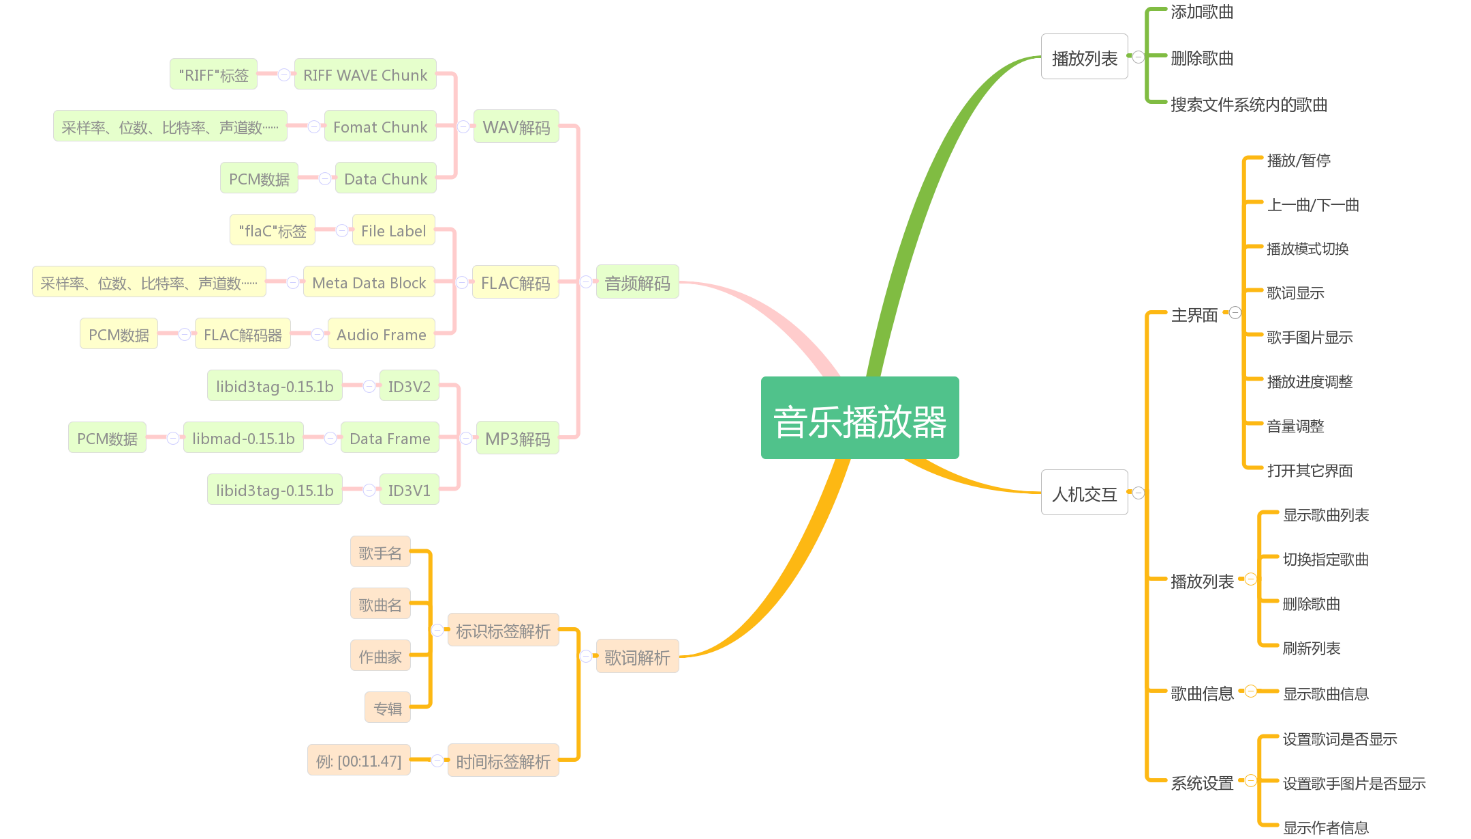 音乐播放器
播放列表
添加歌曲
删除歌曲
搜索文件系统内的歌曲
人机交互
主界面
播放/暂停
上一曲/下一曲
播放模式切换
歌词显示
歌手图片显示
播放进度调整
音量调整
打开其它界面
播放列表
显示歌曲列表
切换指定歌曲
删除歌曲
刷新列表
歌曲信息
显示歌曲信息
系统设置
设置歌词是否显示
设置歌手图片是否显示
显示作者信息
音频解码
WAV解码
RIFF WAVE Chunk
"RIFF"标签
Fomat Chunk
采样率、位数、比特率、声道数······
Data Chunk
PCM数据
FLAC解码
File Label
"flaC"标签
Meta Data Block
采样率、位数、比特率、声道数······
Audio Frame
FLAC解码器
PCM数据
MP3解码
ID3V2
libid3tag-0.15.1b
Data Frame
libmad-0.15.1b
PCM数据
ID3V1
libid3tag-0.15.1b
歌词解析
标识标签解析
歌手名
歌曲名
作曲家
专辑
时间标签解析
例: [00:11.47]